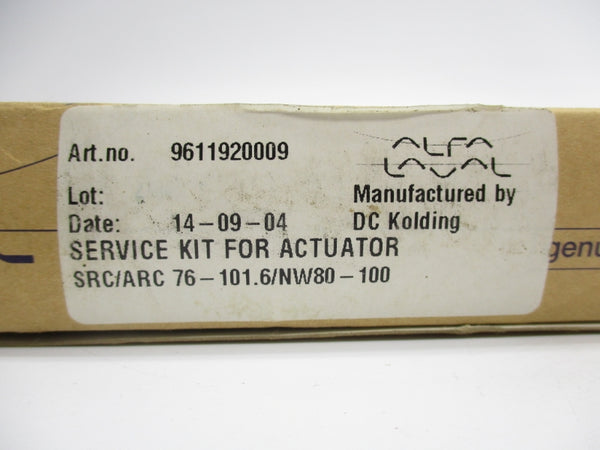 Art.no. 9611920009
ALFA
LAVAL
Lot:
Manufactured by
Date: 14-09-04
DC Kolding
SERVICE KIT FOR ACTUATOR
SRC/ARC 76-101.6/NW80-100
genu